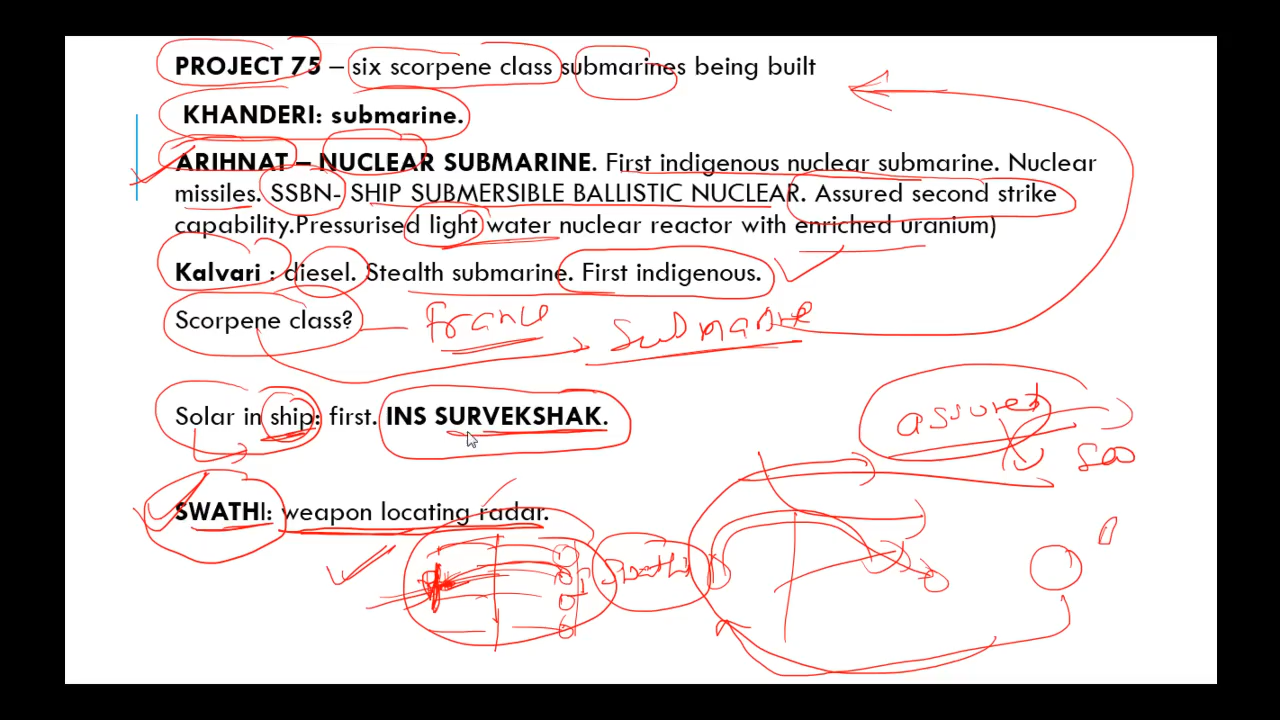 PROJECT 75 – six scorpene class submarines being built
KHANDERI: submarine.
ARIHNAT – NUCLEAR SUBMARINE. First indigenous nuclear submarine. Nuclear
missiles. SSBN- SHIP SUBMERSIBLE BALLISTIC NUCLEAR. Assured second strike
capability.Pressurised light water nuclear reactor with enriched uranium)
Kalvari : diesel. Stealth submarine. First indigenous.
Scorpene class? France Submarine
Solar in ship: first. INS SURVEKSHAK.
assured
SWATHI: weapon locating radar.
Swathi